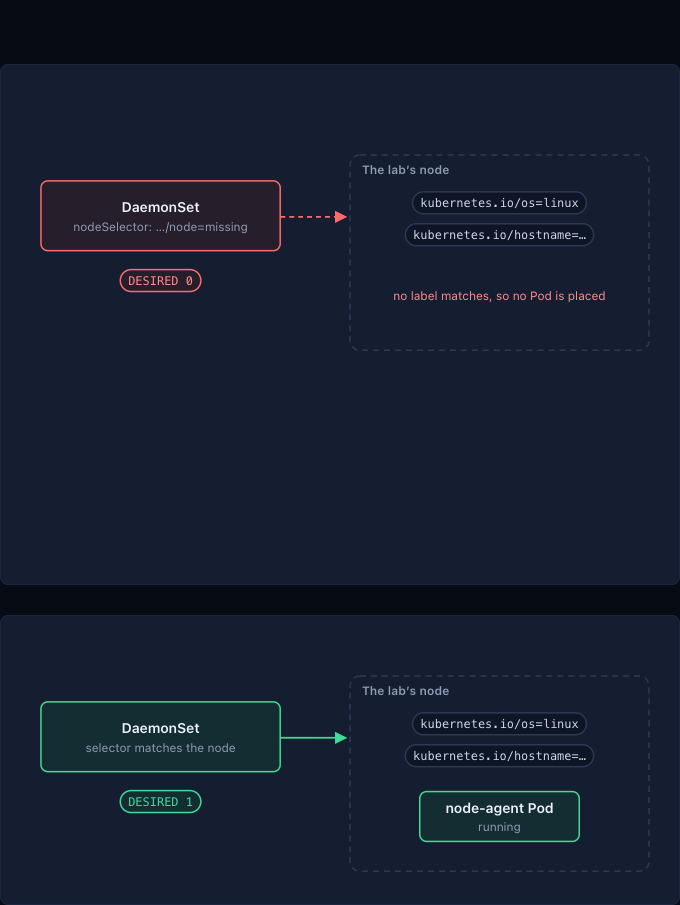 DaemonSet
nodeSelector: …/node=missing
DESIRED 0
The lab's node
kubernetes.io/os=linux
kubernetes.io/hostname=…
no label matches, so no Pod is placed
DaemonSet
selector matches the node
DESIRED 1
The lab's node
kubernetes.io/os=linux
kubernetes.io/hostname=…
node-agent Pod
running